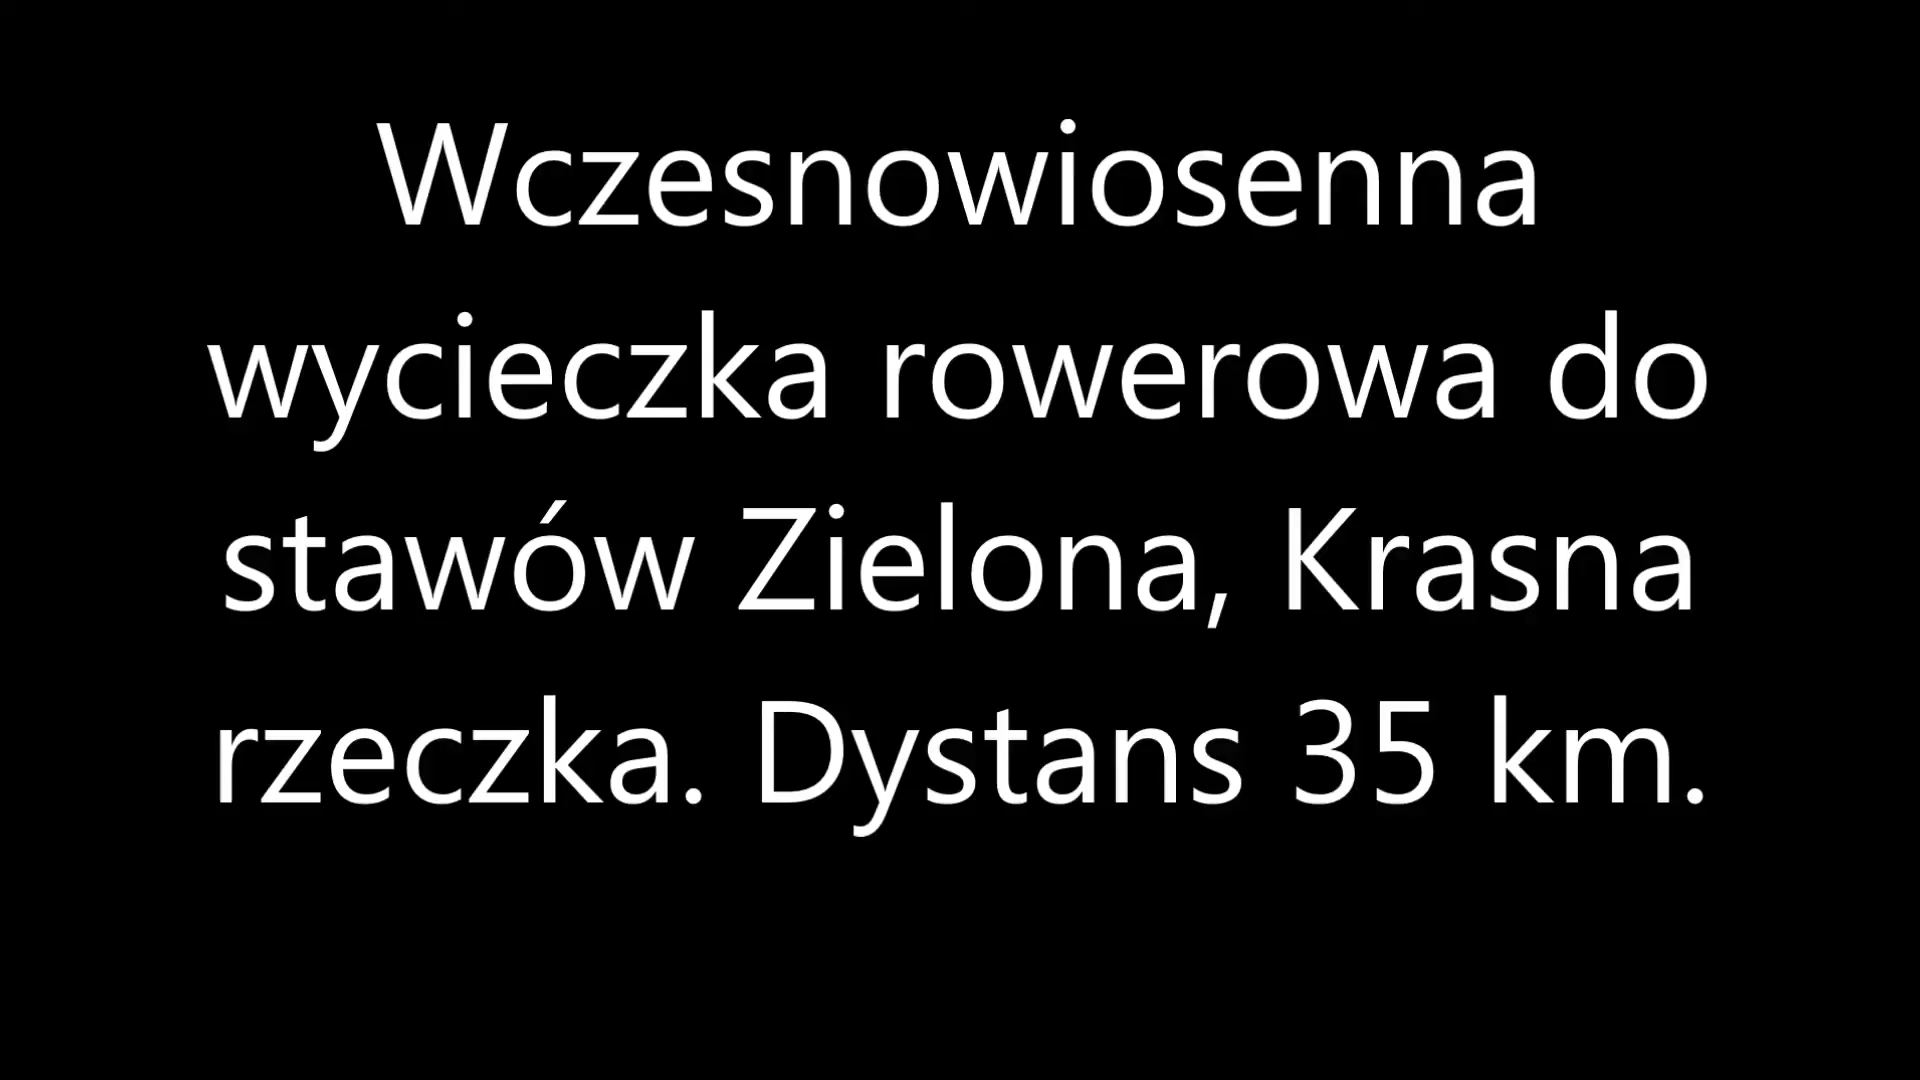 Wczesnowiosenna
wycieczka rowerowa do
stawów Zielona, Krasna
rzeczka. Dystans 35 km.